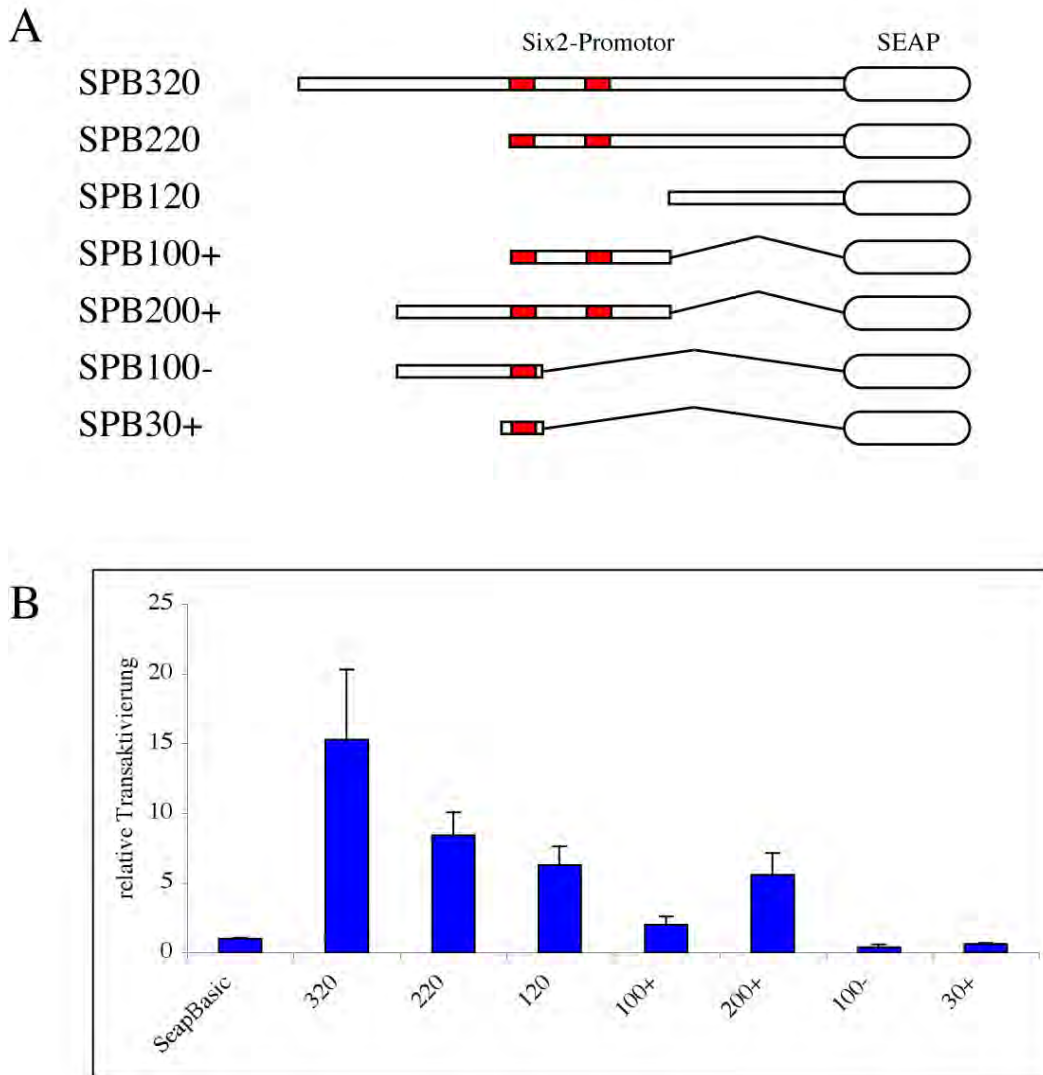 A
Six2-Promotor SEAP
SPB320
SPB220
SPB120
SPB100+
SPB200+
SPB100-
SPB30+
B
relative Transaktivierung
25
20
15
10
5
0
SeapBasic
320
220
120
100+
200+
100-
30+